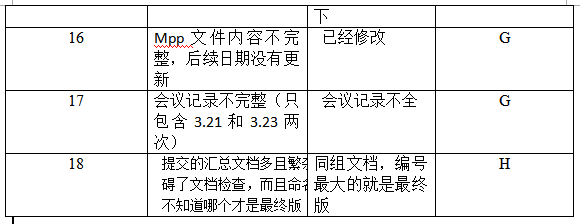 下
16 Mpp 文件内容不完 已经修改 G
整，后续日期没有更
新
17 会议记录不完整（只 会议记录不全 G
包含 3.21 和 3.23 两
次）
18 提交的汇总文档多且繁 同组文档，编号 H
碍了文档检查，而且命 最大的就是最终
不知道哪个才是最终版 版